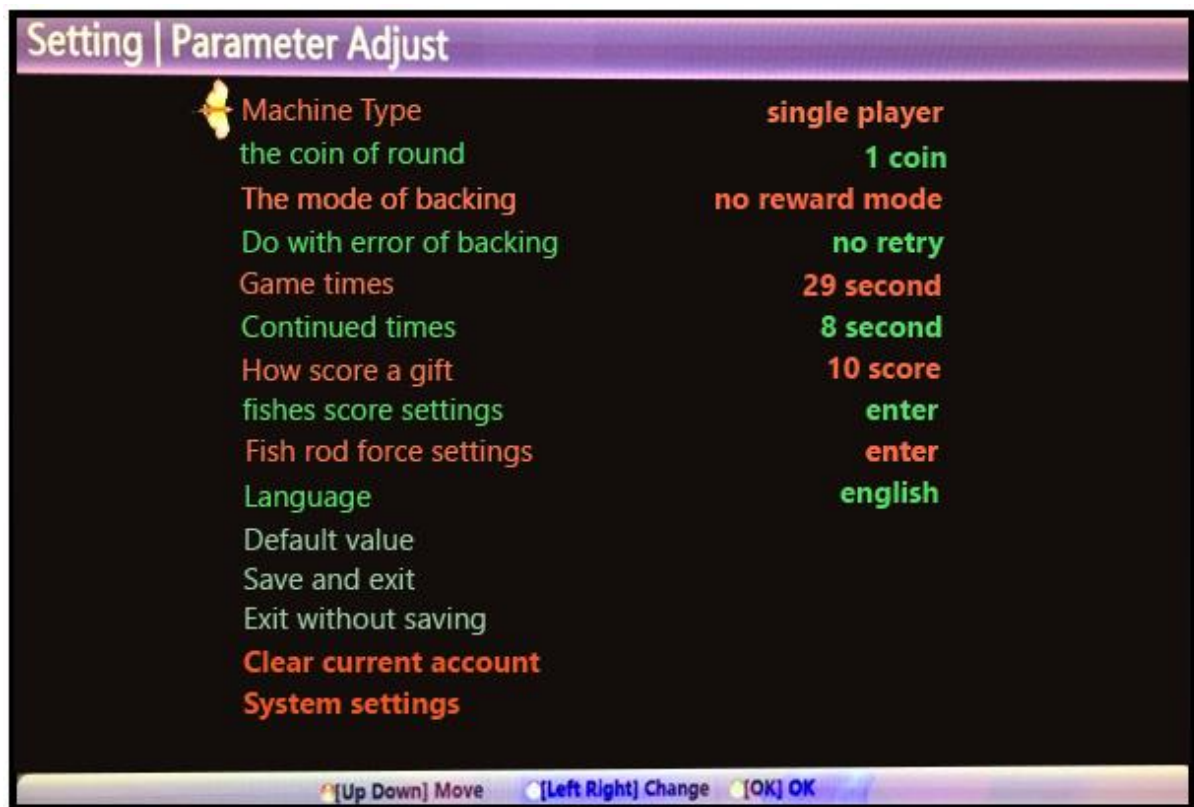 Setting | Parameter Adjust
Machine Type single player
the coin of round 1 coin
The mode of backing no reward mode
Do with error of backing no retry
Game times 29 second
Continued times 8 second
How score a gift 10 score
fishes score settings enter
Fish rod force settings enter
Language english
Default value
Save and exit
Exit without saving
Clear current account
System settings
[Up Down] Move [Left Right] Change [OK] OK